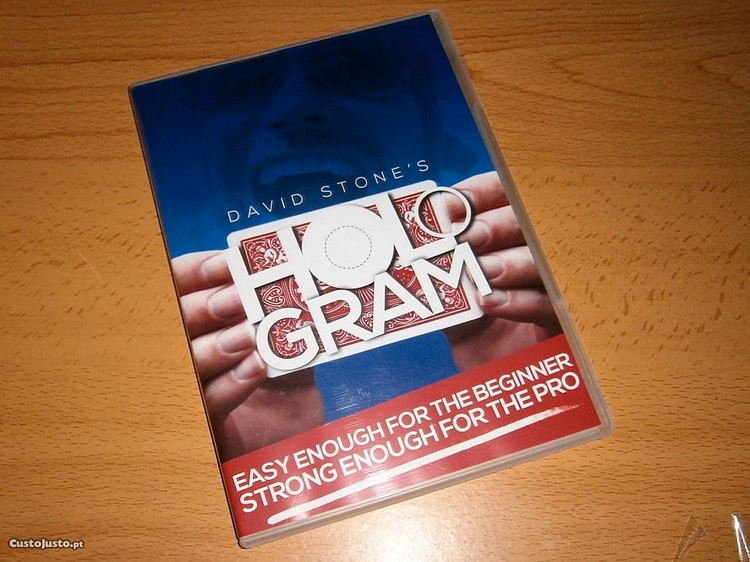 DAVID STONE'S
HOLO
GRAM
EASY ENOUGH FOR THE BEGINNER
STRONG ENOUGH FOR THE PRO
CustoJusto.pt